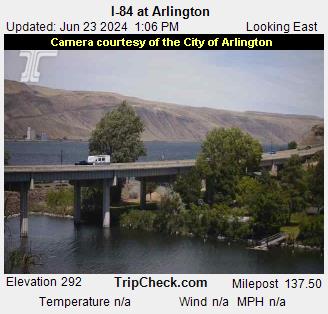 I-84 at Arlington
Updated: Jun 23 2024 1:06 PM Looking East
Camera courtesy of the City of Arlington
Elevation 292 TripCheck.com Milepost 137.50
Temperature n/a Wind n/a MPH n/a